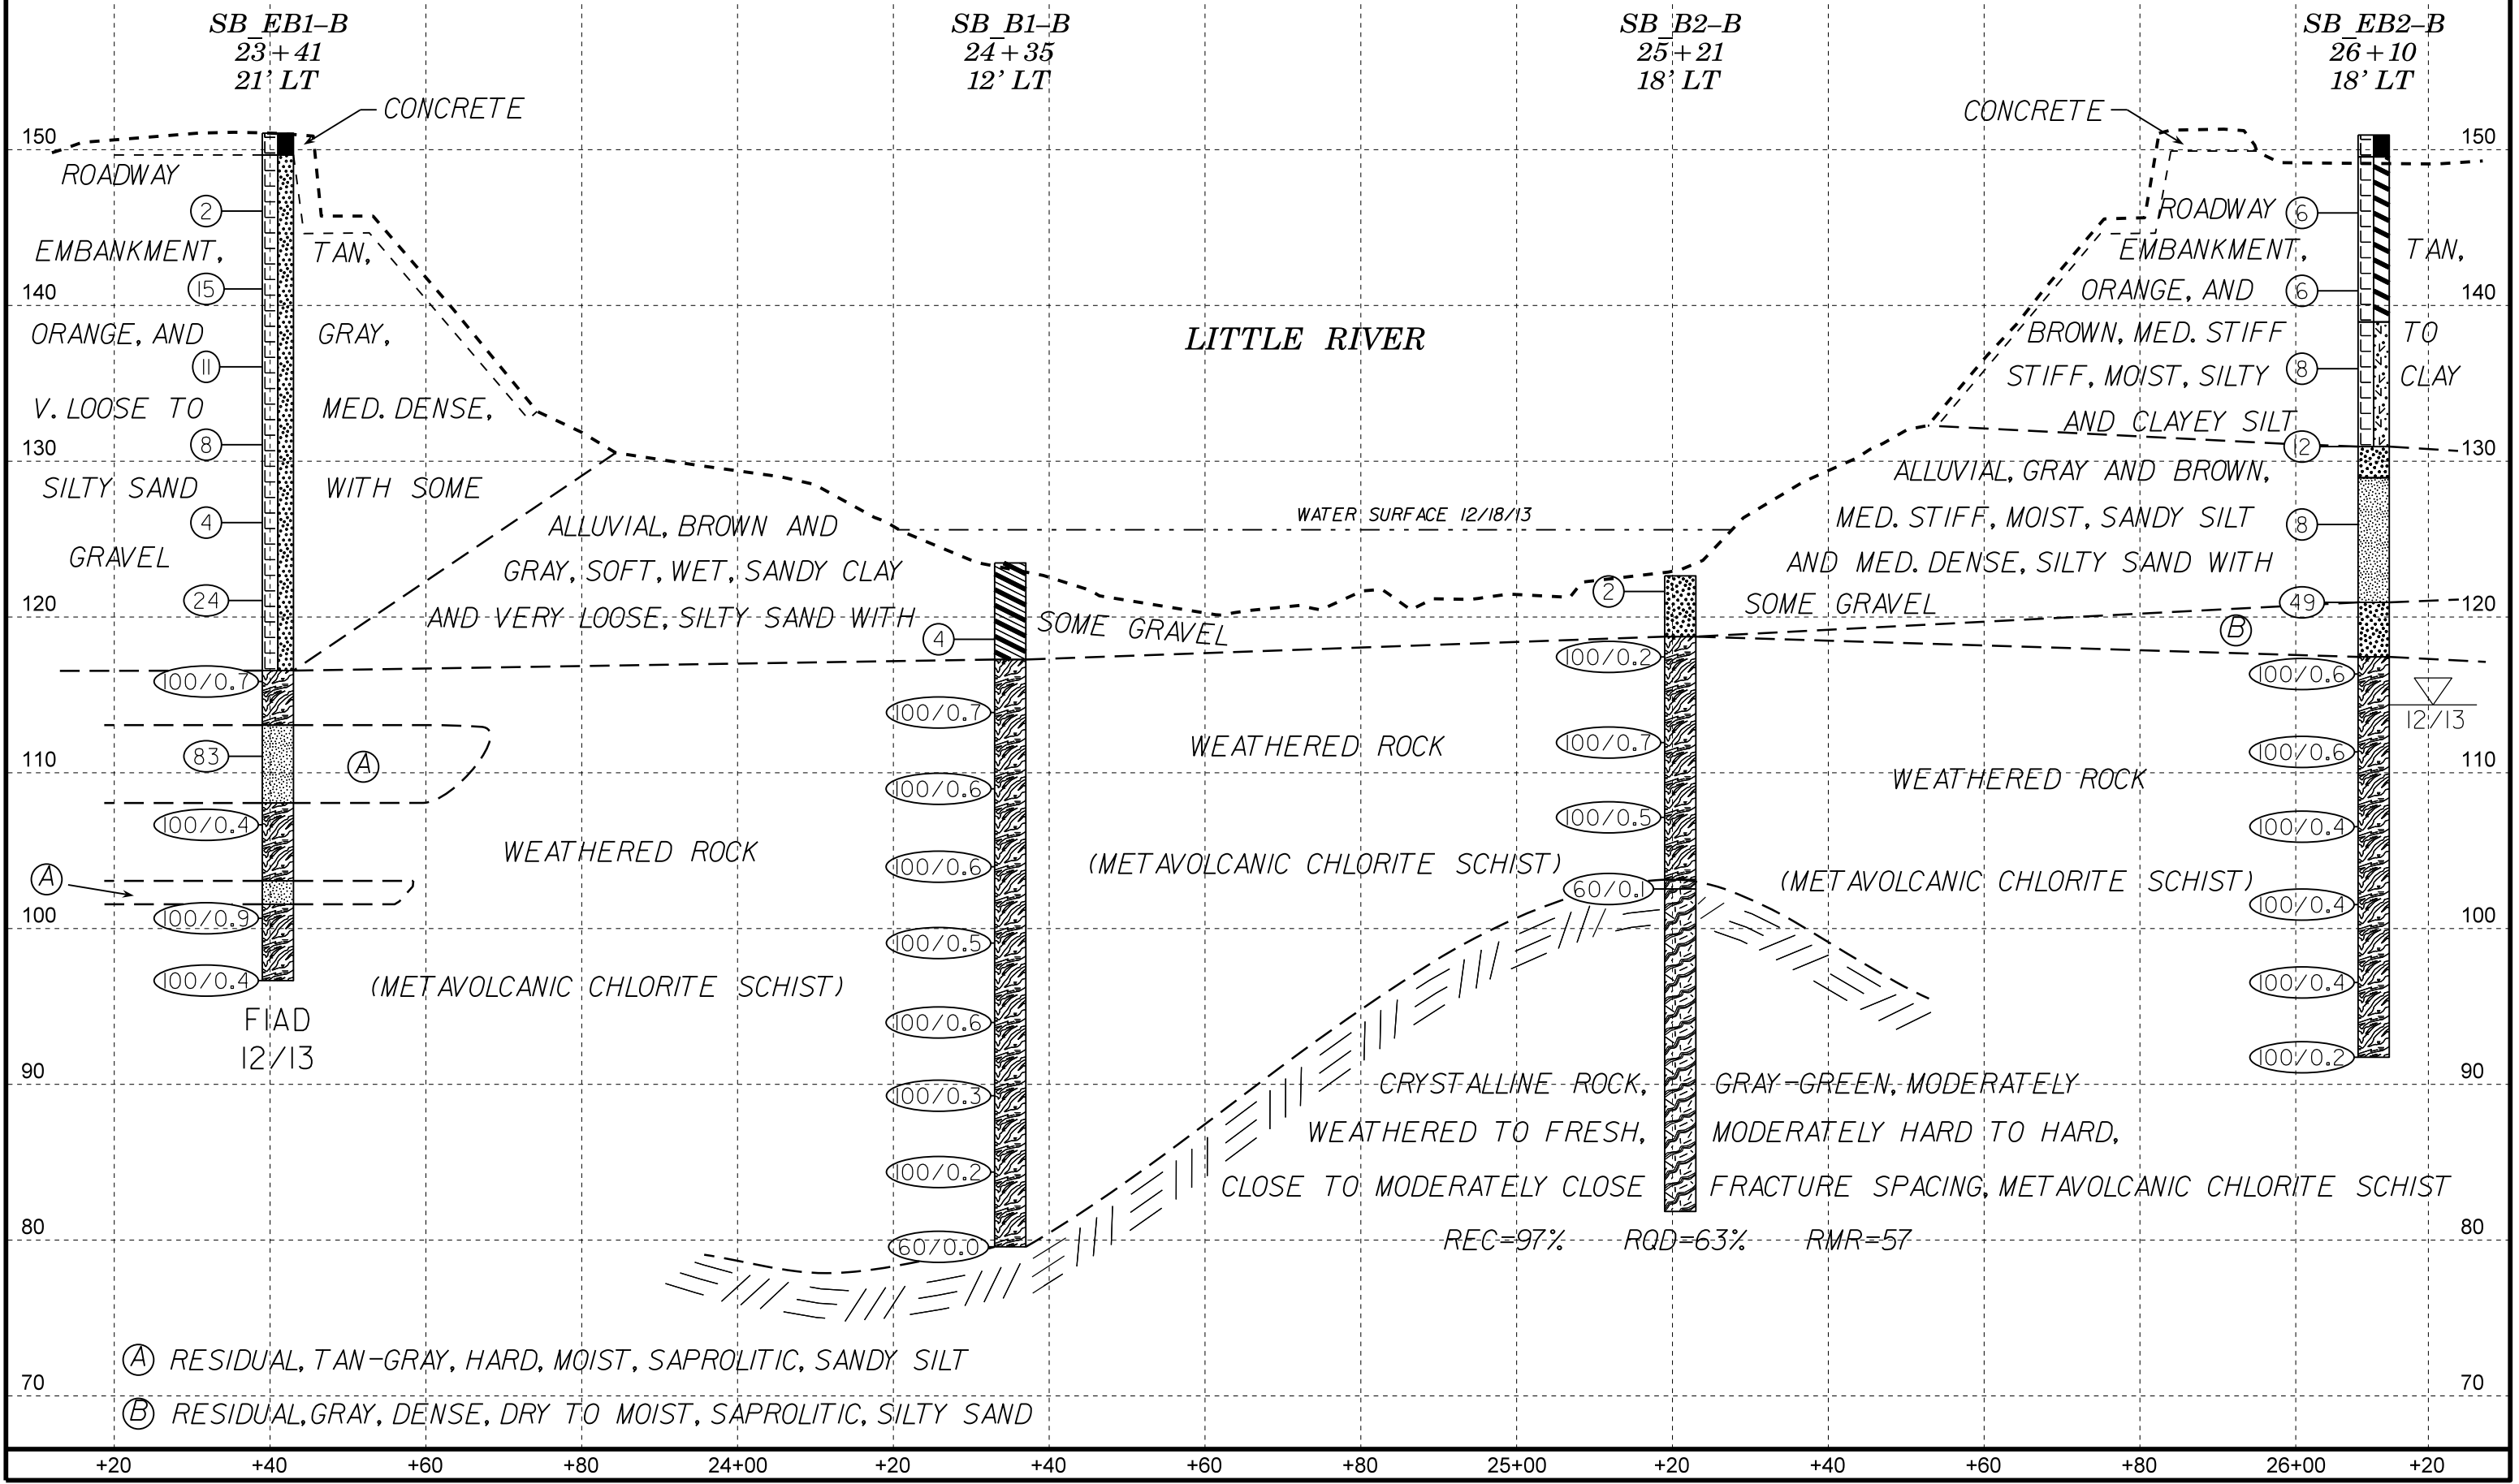 SB_EB1-B
23+41
21' LT
SB_B1-B
24+35
12' LT
SB_B2-B
25+21
18' LT
SB_EB2-B
26+10
18' LT
CONCRETE
CONCRETE
150
150
ROADWAY
2
EMBANKMENT, TAN,
15
140
ORANGE, AND GRAY,
11
V. LOOSE TO MED. DENSE,
8
130
SILTY SAND WITH SOME
4
GRAVEL
24
120
LITTLE RIVER
WATER SURFACE 12/18/13
ROADWAY 6
EMBANKMENT, TAN,
ORANGE, AND 6
140
BROWN, MED. STIFF TO
STIFF, MOIST, SILTY 8 CLAY
AND CLAYEY SILT
12
130
ALLUVIAL, GRAY AND BROWN,
MED. STIFF, MOIST, SANDY SILT 8
AND MED. DENSE, SILTY SAND WITH
SOME GRAVEL 49
120
B
ALLUVIAL, BROWN AND
GRAY, SOFT, WET, SANDY CLAY
AND VERY LOOSE, SILTY SAND WITH SOME GRAVEL
4
2
100/0.7
83
A
110
100/0.4
A
100/0.9
100
100/0.4
FIAD
12/13
WEATHERED ROCK
(METAVOLCANIC CHLORITE SCHIST)
100/0.7
100/0.6
100/0.6
100/0.5
100/0.6
100/0.3
100/0.2
60/0.0
WEATHERED ROCK
(METAVOLCANIC CHLORITE SCHIST)
100/0.2
100/0.7
100/0.5
60/0.1
WEATHERED ROCK
(METAVOLCANIC CHLORITE SCHIST)
100/0.6
12/13
100/0.6
110
100/0.4
100/0.4
100
100/0.4
100/0.2
90
90
CRYSTALLINE ROCK, GRAY-GREEN, MODERATELY
WEATHERED TO FRESH, MODERATELY HARD TO HARD,
CLOSE TO MODERATELY CLOSE FRACTURE SPACING, METAVOLCANIC CHLORITE SCHIST
REC=97% RQD=63% RMR=57
80
80
A RESIDUAL, TAN-GRAY, HARD, MOIST, SAPROLITIC, SANDY SILT
70
70
B RESIDUAL, GRAY, DENSE, DRY TO MOIST, SAPROLITIC, SILTY SAND
+20 +40 +60 +80 24+00 +20 +40 +60 +80 25+00 +20 +40 +60 +80 26+00 +20